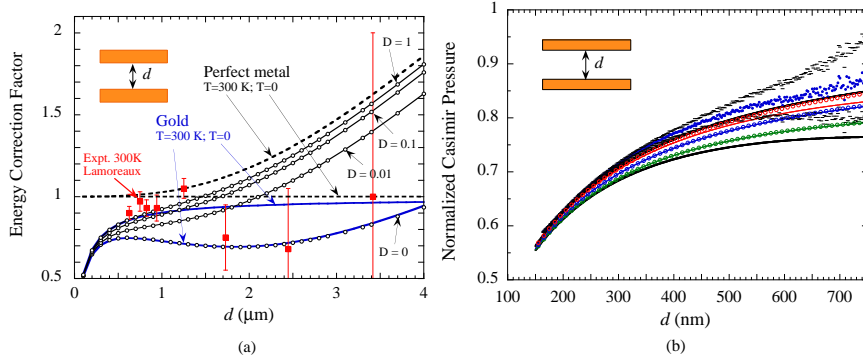 (a)
2
1.5
1
0.5
Energy Correction Factor
d
D = 1
Perfect metal
T=300 K; T=0
Gold
T=300 K; T=0
Expt. 300K
Lamoreaux
D = 0.1
D = 0.01
D = 0
0 1 2 3 4
d (μm)
(a)
(b)
1
0.9
0.8
0.7
0.6
0.5
Normalized Casimir Pressure
d
100 200 300 400 500 600 700
d (nm)
(b)